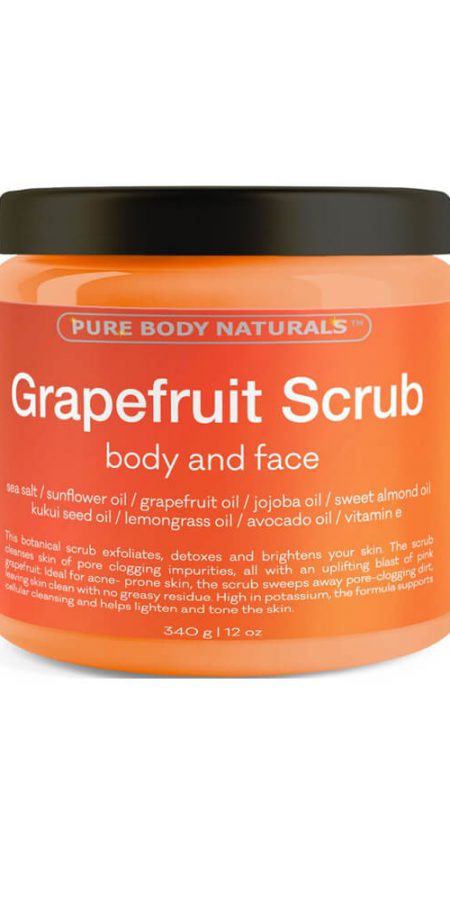 PURE BODY NATURALS™
Grapefruit Scrub
body and face
sea salt / sunflower oil / grapefruit oil / jojoba oil / sweet almond oil
kukui seed oil / lemongrass oil / avocado oil / vitamin e
This botanical scrub exfoliates, detoxes and brightens your skin. The scrub
cleanses skin of pore clogging impurities, all with an uplifting blast of pink
grapefruit. Ideal for acne- prone skin, the scrub sweeps away pore-clogging dirt,
leaving skin clean with no greasy residue. High in potassium, the formula supports
cellular cleansing and helps lighten and tone the skin.
340 g | 12 oz